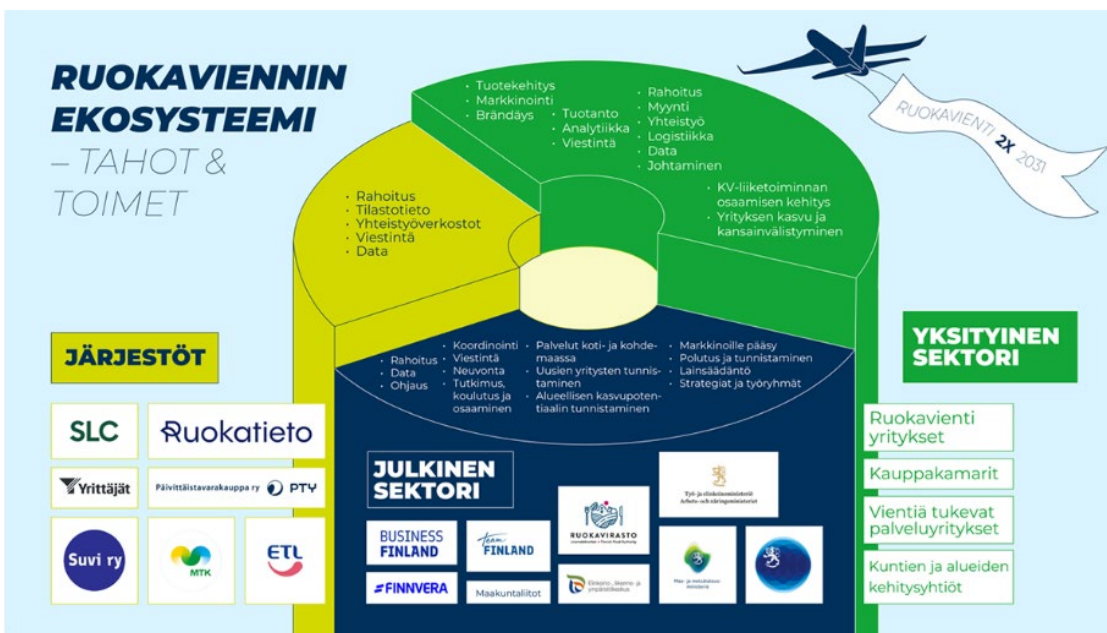 RUOKAVIENNIN
EKOSYSTEEMI
– TAHOT &
TOIMET
RUOKAVIENTI 2X 2031
• Tuotekehitys
• Markkinointi
• Brändäys
• Tuotanto
• Analytiikka
• Viestintä
• Rahoitus
• Myynti
• Yhteistyö
• Logistiikka
• Data
• Johtaminen
• KV-liiketoiminnan
osaamisen kehitys
• Yrityksen kasvu ja
kansainvälistyminen
• Rahoitus
• Tilastotieto
• Yhteistyöverkostot
• Viestintä
• Data
• Rahoitus
• Data
• Ohjaus
• Koordinointi
• Viestintä
• Neuvonta
• Tutkimus,
koulutus ja
osaaminen
• Palvelut koti- ja kohde-
maassa
• Uusien yritysten tunnis-
taminen
• Alueellisen kasvupoten-
tiaalin tunnistaminen
• Markkinoille pääsy
• Polutus ja tunnistaminen
• Lainsäädäntö
• Strategiat ja työryhmät
JÄRJESTÖT
SLC
Ruokatieto
Yrittäjät
Päivittäistavarakauppa ry PTY
Suvi ry
MTK
ETL
JULKINEN
SEKTORI
BUSINESS
FINLAND
Team
FINLAND
RUOKAVIRASTO
Työ- ja elinkeinoministeriö
Arbets- och näringsministeriet
FINNVERA
Maakuntaliitot
Elinkeino-, liikenne- ja
ympäristökeskus
Maa- ja metsätalous-
ministeriö
YKSITYINEN
SEKTORI
Ruokavienti
yritykset
Kauppakamarit
Vientiä tukevat
palveluyritykset
Kuntien ja alueiden
kehitysyhtiöt